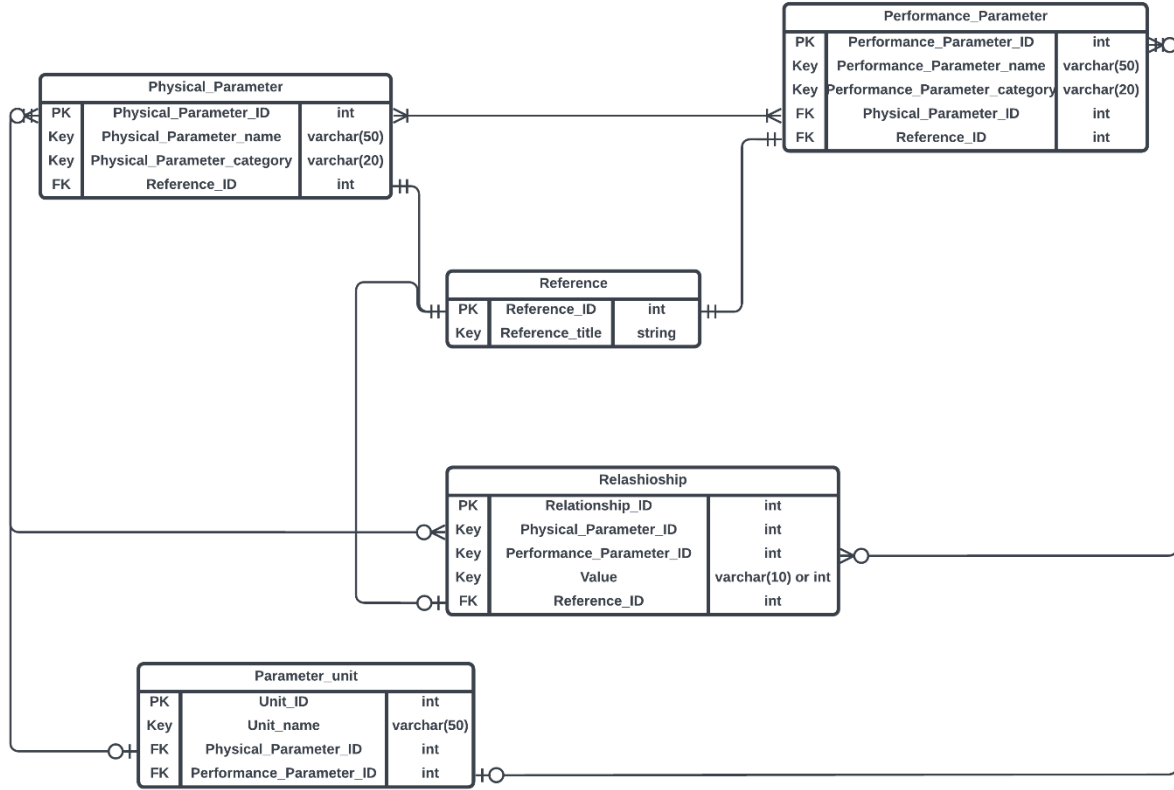 Performance_Parameter
PK Performance_Parameter_ID int
Key Performance_Parameter_name varchar(50)
Key Performance_Parameter_category varchar(20)
FK Physical_Parameter_ID int
FK Reference_ID int
Physical_Parameter
PK Physical_Parameter_ID int
Key Physical_Parameter_name varchar(50)
Key Physical_Parameter_category varchar(20)
FK Reference_ID int
Reference
PK Reference_ID int
Key Reference_title string
Relashioship
PK Relationship_ID int
Key Physical_Parameter_ID int
Key Performance_Parameter_ID int
Key Value varchar(10) or int
FK Reference_ID int
Parameter_unit
PK Unit_ID int
Key Unit_name varchar(50)
FK Physical_Parameter_ID int
FK Performance_Parameter_ID int